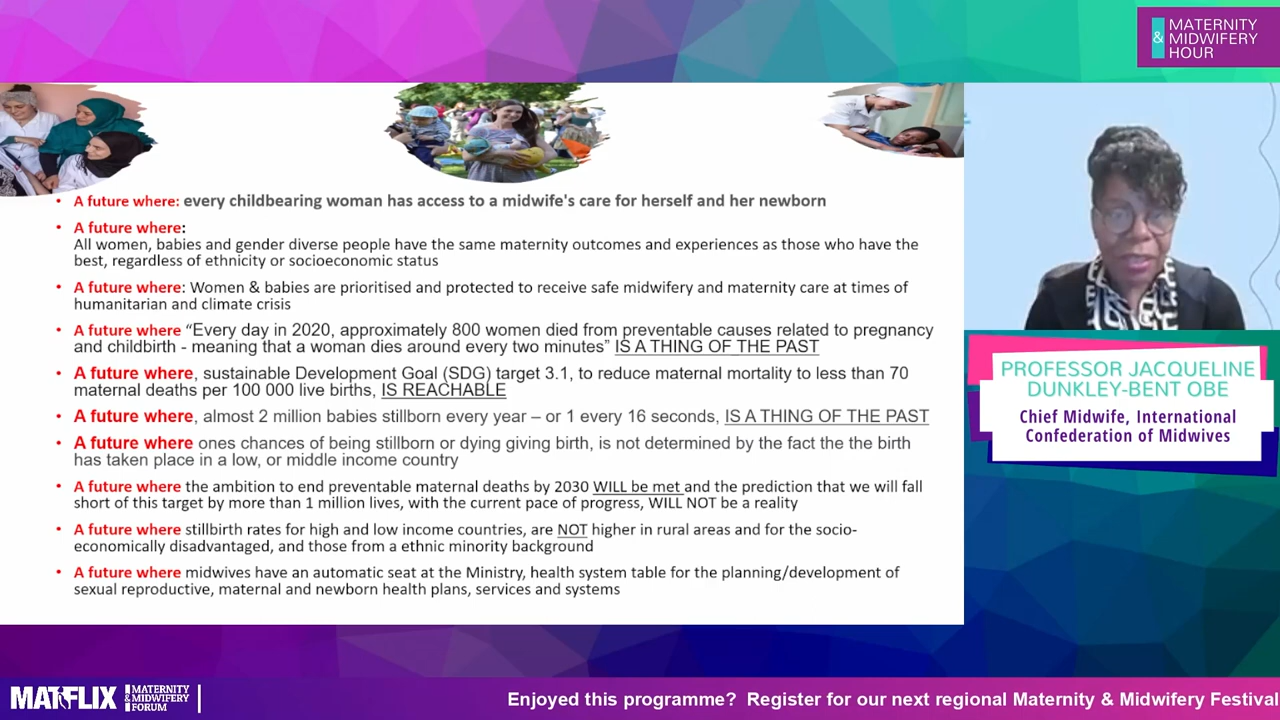 & MATERNITY
MIDWIFERY
HOUR
• A future where: every childbearing woman has access to a midwife's care for herself and her newborn
• A future where:
All women, babies and gender diverse people have the same maternity outcomes and experiences as those who have the
best, regardless of ethnicity or socioeconomic status
• A future where: Women & babies are prioritised and protected to receive safe midwifery and maternity care at times of
humanitarian and climate crisis
• A future where “Every day in 2020, approximately 800 women died from preventable causes related to pregnancy
and childbirth - meaning that a woman dies around every two minutes” IS A THING OF THE PAST
• A future where, sustainable Development Goal (SDG) target 3.1, to reduce maternal mortality to less than 70
maternal deaths per 100 000 live births, IS REACHABLE
• A future where, almost 2 million babies stillborn every year – or 1 every 16 seconds, IS A THING OF THE PAST
• A future where ones chances of being stillborn or dying giving birth, is not determined by the fact the the birth
has taken place in a low, or middle income country
• A future where the ambition to end preventable maternal deaths by 2030 WILL be met and the prediction that we will fall
short of this target by more than 1 million lives, with the current pace of progress, WILL NOT be a reality
• A future where stillbirth rates for high and low income countries, are NOT higher in rural areas and for the socio-
economically disadvantaged, and those from a ethnic minority background
• A future where midwives have an automatic seat at the Ministry, health system table for the planning/development of
sexual reproductive, maternal and newborn health plans, services and systems
PROFESSOR JACQUELINE
DUNKLEY-BENT OBE
Chief Midwife, International
Confederation of Midwives
MATFLIX
MATERNITY
& MIDWIFERY
FORUM
Enjoyed this programme? Register for our next regional Maternity & Midwifery Festival